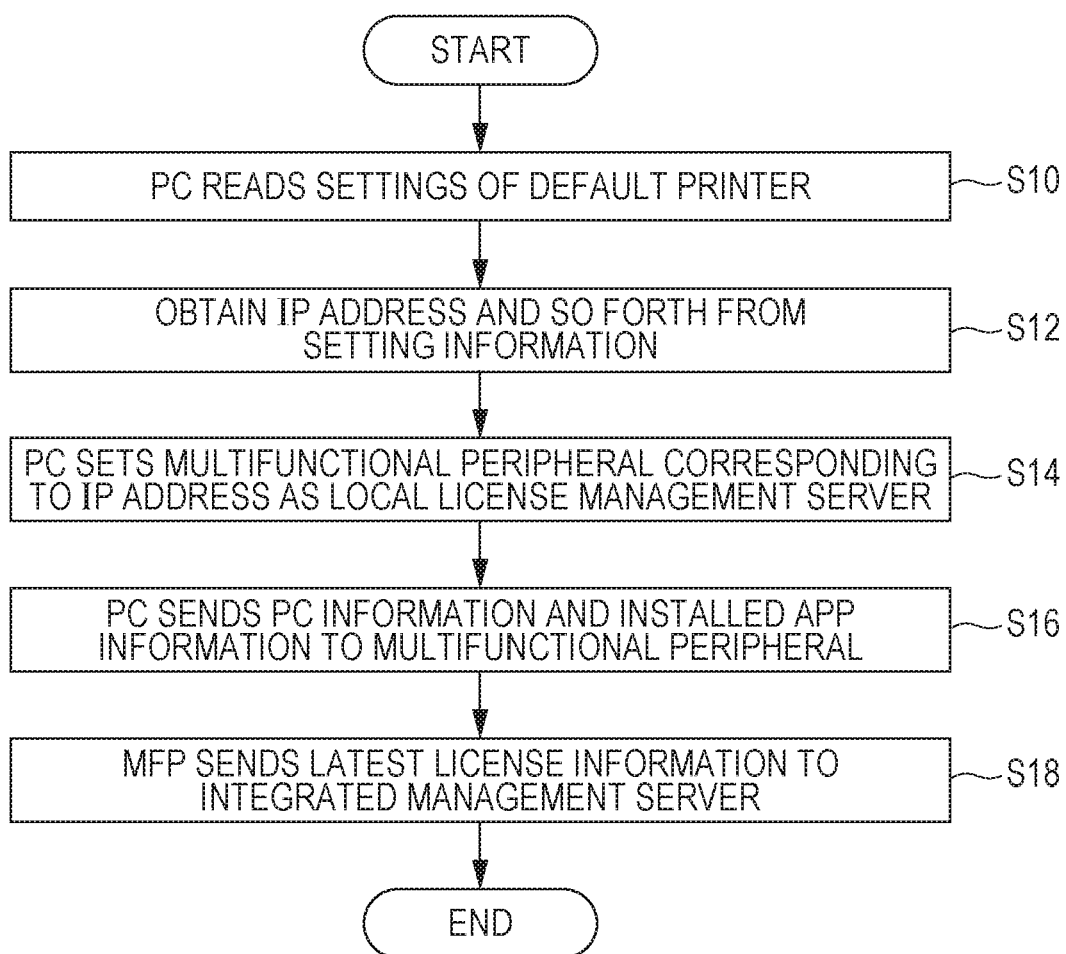 START
PC READS SETTINGS OF DEFAULT PRINTER
S10
OBTAIN IP ADDRESS AND SO FORTH FROM
SETTING INFORMATION
S12
PC SETS MULTIFUNCTIONAL PERIPHERAL CORRESPONDING
TO IP ADDRESS AS LOCAL LICENSE MANAGEMENT SERVER
S14
PC SENDS PC INFORMATION AND INSTALLED APP
INFORMATION TO MULTIFUNCTIONAL PERIPHERAL
S16
MFP SENDS LATEST LICENSE INFORMATION TO
INTEGRATED MANAGEMENT SERVER
S18
END